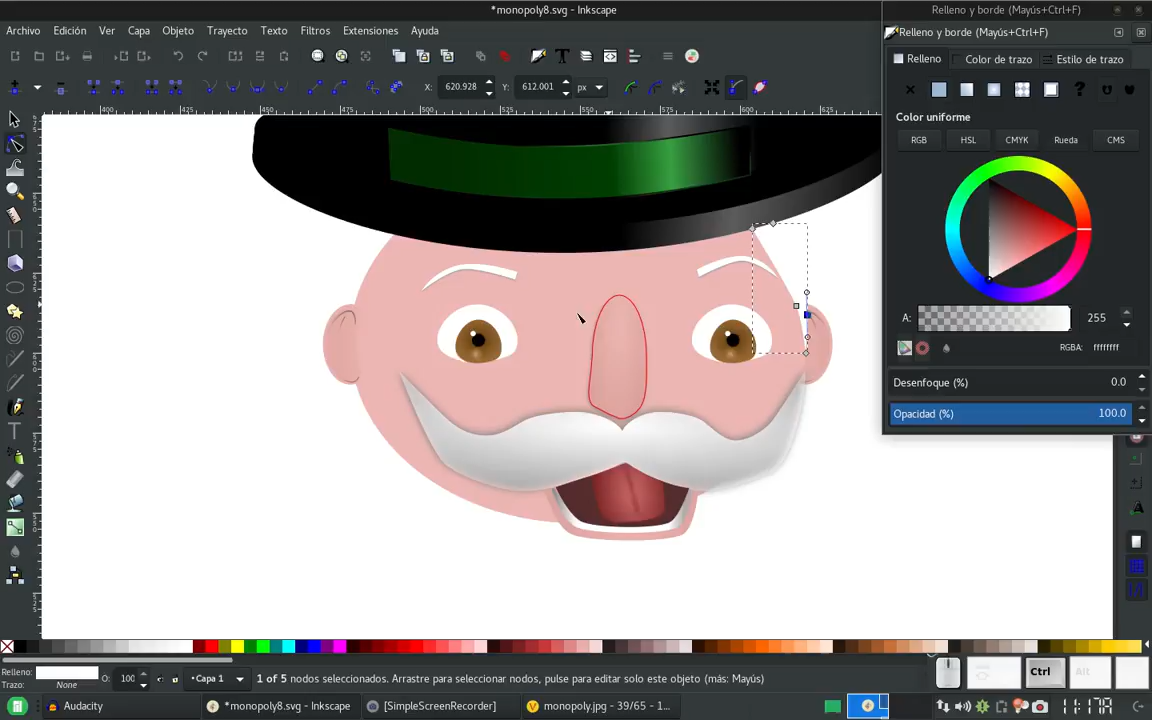 *monopoly8.svg - Inkscape
Relleno y borde (Mayús+Ctrl+F)
Archivo Edición Ver Capa Objeto Trayecto Texto Filtros Extensiones Ayuda
Relleno y borde (Mayús+Ctrl+F)
Relleno Color de trazo Estilo de trazo
X: 620.928 Y: 612.001 px
Color uniforme
RGB HSL CMYK Rueda CMS
A: 255
RGBA: ffffffff
Desenfoque (%) 0.0
Opacidad (%) 100.0
Relleno:
Trazo: None
O: 100
•Capa 1
1 of 5 nodos seleccionados. Arrastre para seleccionar nodos, pulse para editar solo este objeto (más: Mayús)
Ctrl Alt
Audacity
*monopoly8.svg - Inkscape
[SimpleScreenRecorder]
monopoly.jpg - 39/65 - 1...